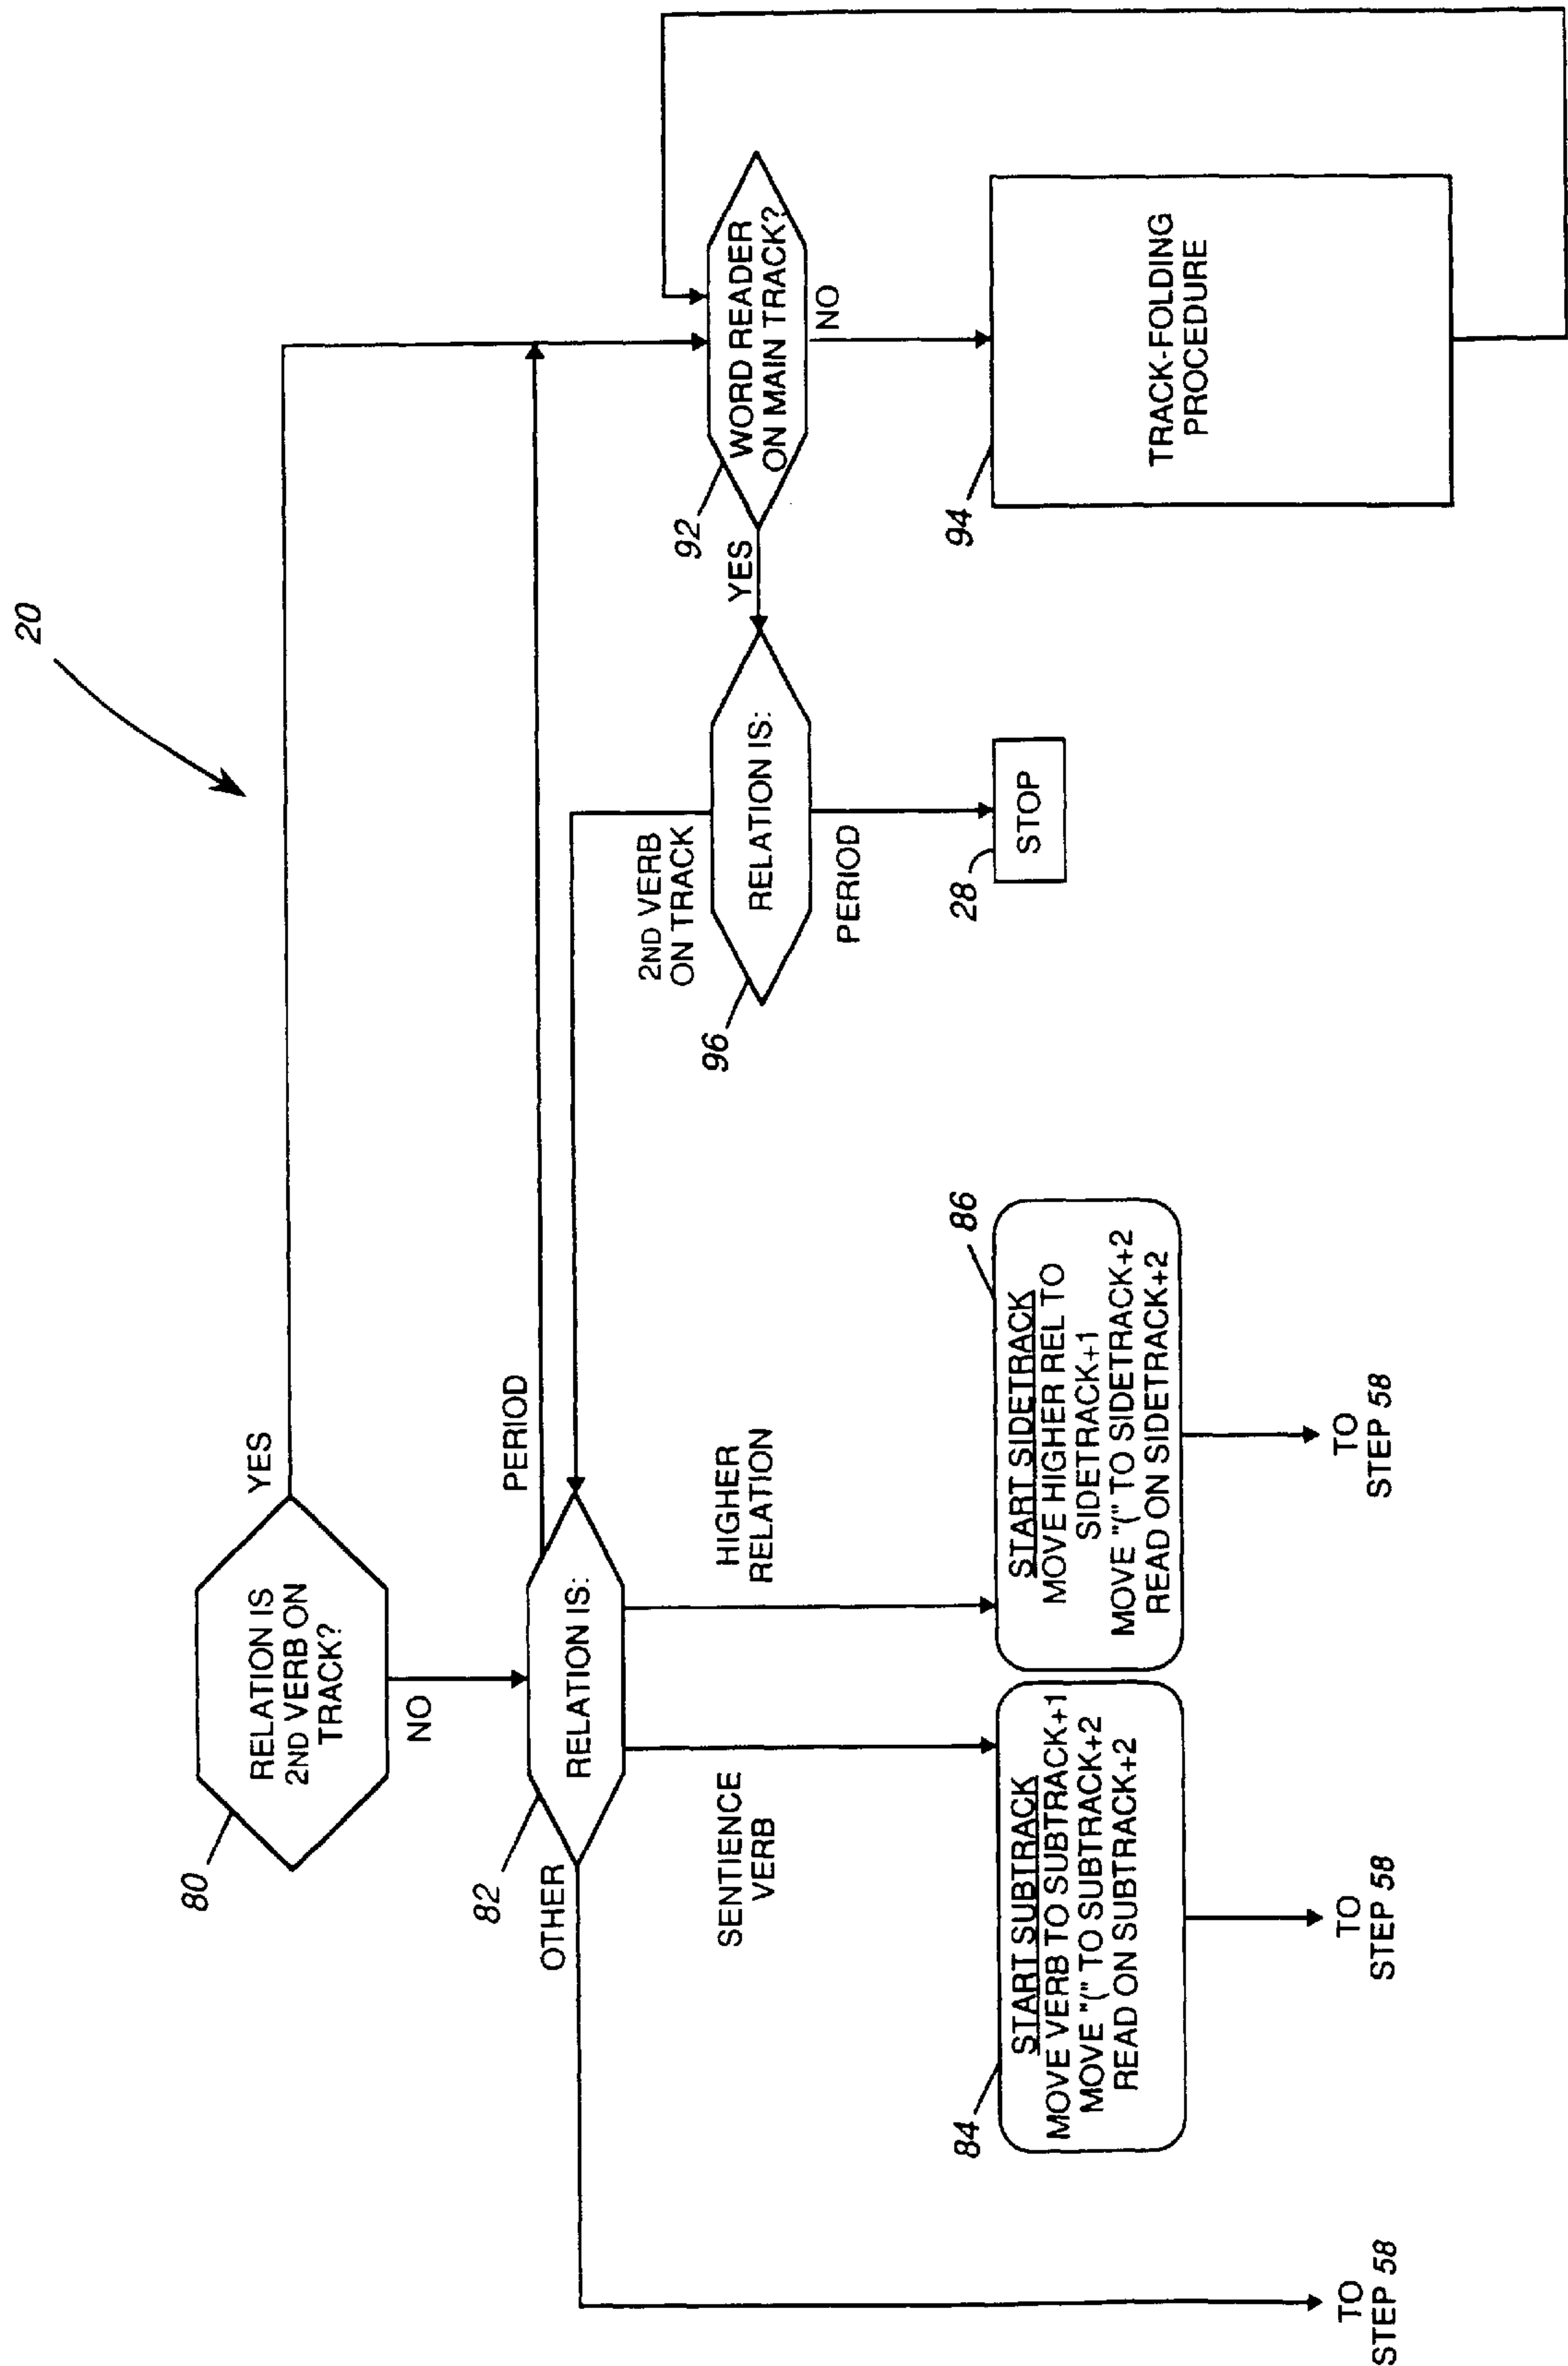 20
80
RELATION IS
2ND VERB ON
TRACK?
YES
NO
82
RELATION IS:
PERIOD
OTHER
SENTIENCE
VERB
HIGHER
RELATION
84
START SUBTRACK
MOVE VERB TO SUBTRACK+1
MOVE "(" TO SUBTRACK+2
READ ON SUBTRACK+2
86
START SIDETRACK
MOVE HIGHER REL TO
SIDETRACK+1
MOVE "(" TO SIDETRACK+2
READ ON SIDETRACK+2
TO
STEP 58
TO
STEP 58
TO
STEP 58
92
WORD READER
ON MAIN TRACK?
YES
NO
96
RELATION IS:
2ND VERB
ON TRACK
PERIOD
28
STOP
94
TRACK-FOLDING
PROCEDURE